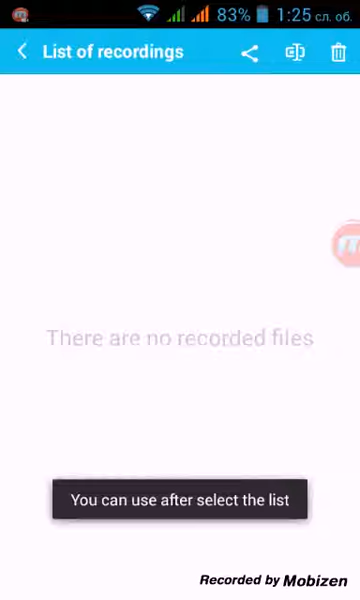 83% 1:25 сл. об.
List of recordings
There are no recorded files
You can use after select the list
Recorded by Mobizen